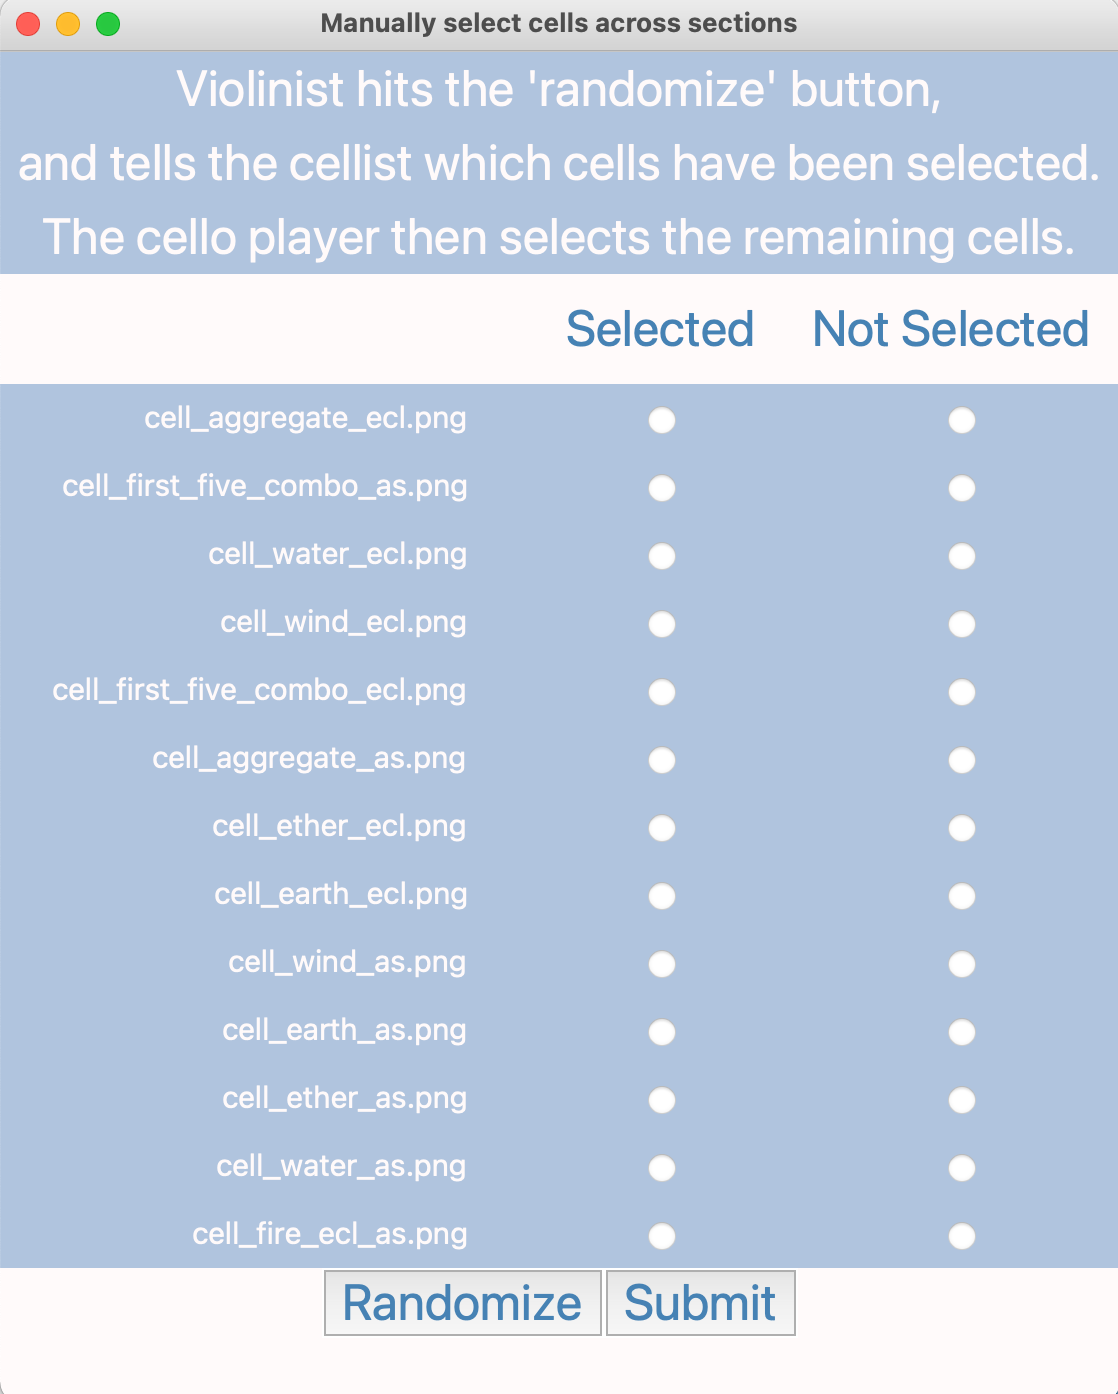 Manually select cells across sections
Violinist hits the 'randomize' button,
and tells the cellist which cells have been selected.
The cello player then selects the remaining cells.
Selected Not Selected
cell_aggregate_ecl.png
cell_first_five_combo_as.png
cell_water_ecl.png
cell_wind_ecl.png
cell_first_five_combo_ecl.png
cell_aggregate_as.png
cell_ether_ecl.png
cell_earth_ecl.png
cell_wind_as.png
cell_earth_as.png
cell_ether_as.png
cell_water_as.png
cell_fire_ecl_as.png
Randomize Submit